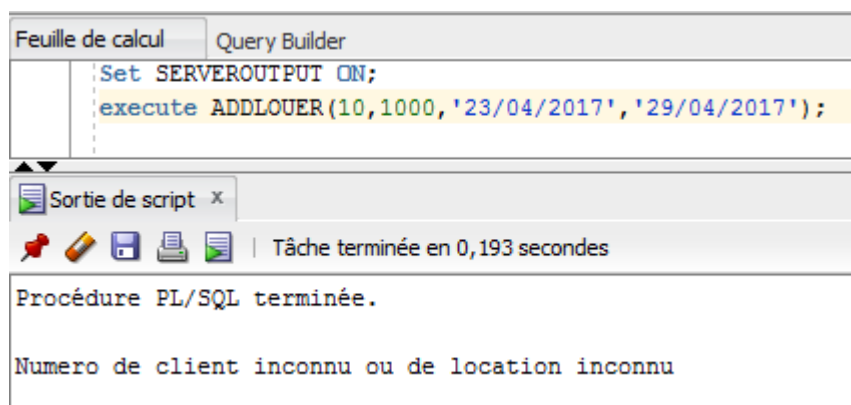 Feuille de calcul Query Builder
Set SERVEROUTPUT ON;
execute ADDLOUER(10,1000,'23/04/2017','29/04/2017');
Sortie de script x
Tâche terminée en 0,193 secondes
Procédure PL/SQL terminée.
Numero de client inconnu ou de location inconnu